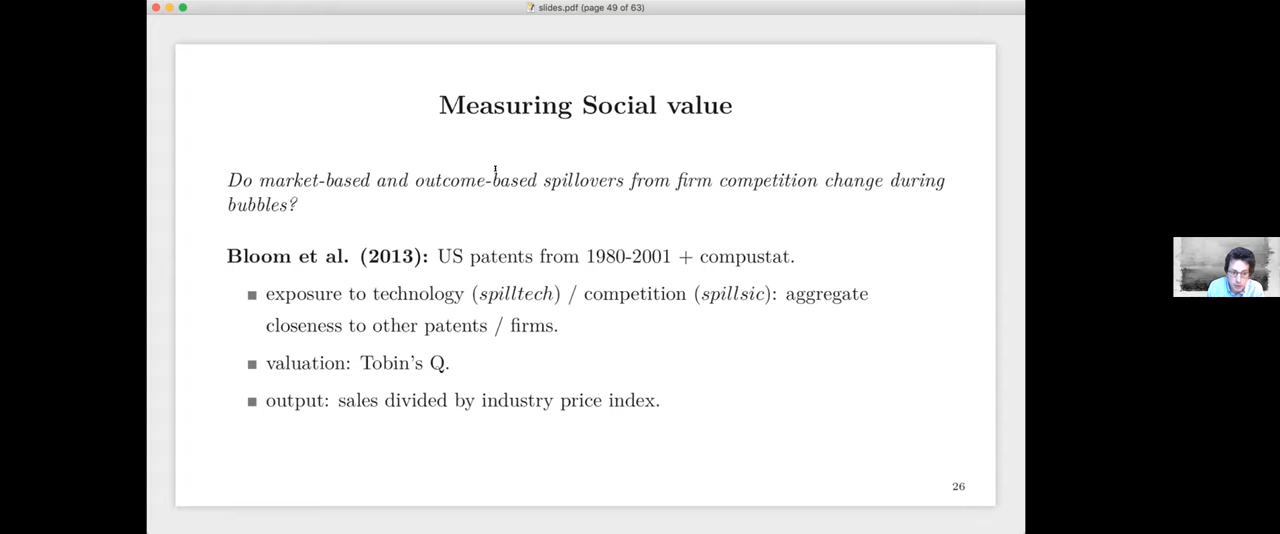 slides.pdf (page 49 of 63)
Measuring Social value
Do market-based and outcome-based spillovers from firm competition change during
bubbles?
Bloom et al. (2013): US patents from 1980-2001 + compustat.
exposure to technology (spilltech) / competition (spillsic): aggregate
closeness to other patents / firms.
valuation: Tobin's Q.
output: sales divided by industry price index.
26